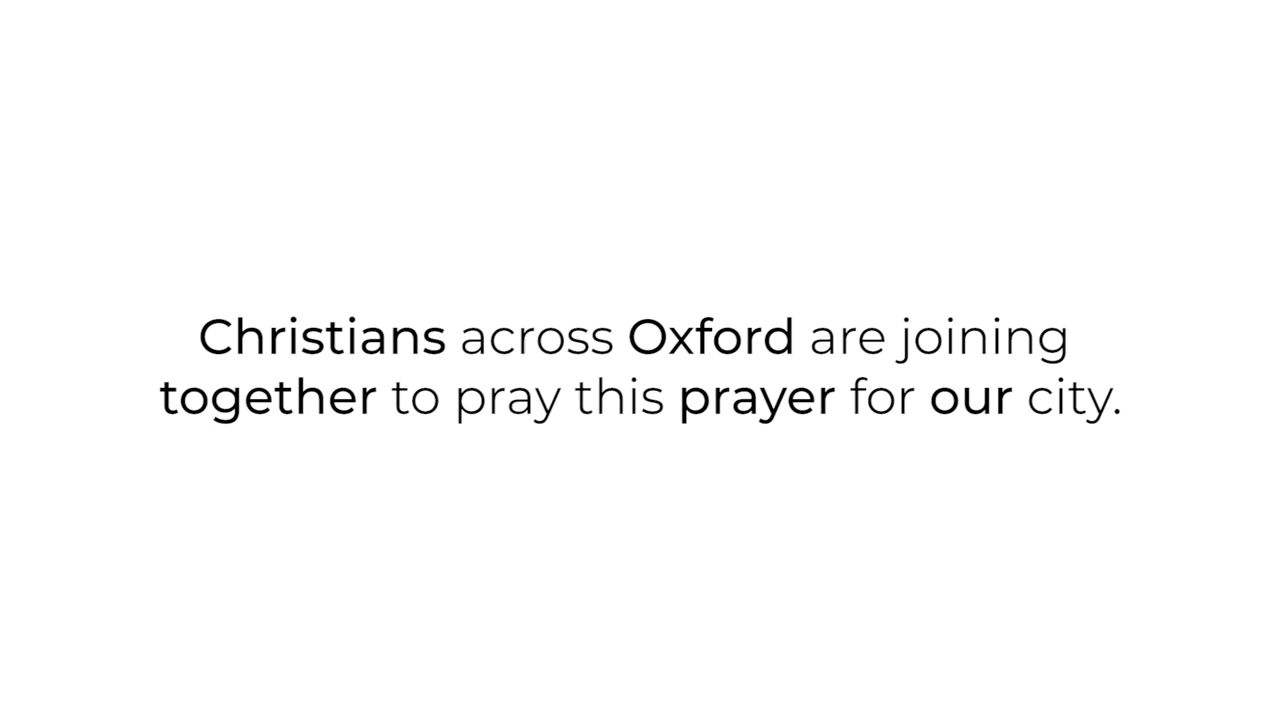 Christians across Oxford are joining
together to pray this prayer for our city.